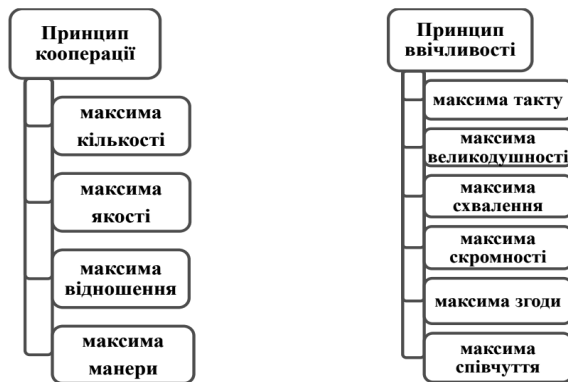 Принцип
кооперації
максима
кількості
максима
якості
максима
відношення
максима
манери
Принцип
ввічливості
максима такту
максима
великодушності
максима
схвалення
максима
скромності
максима згоди
максима
співчуття